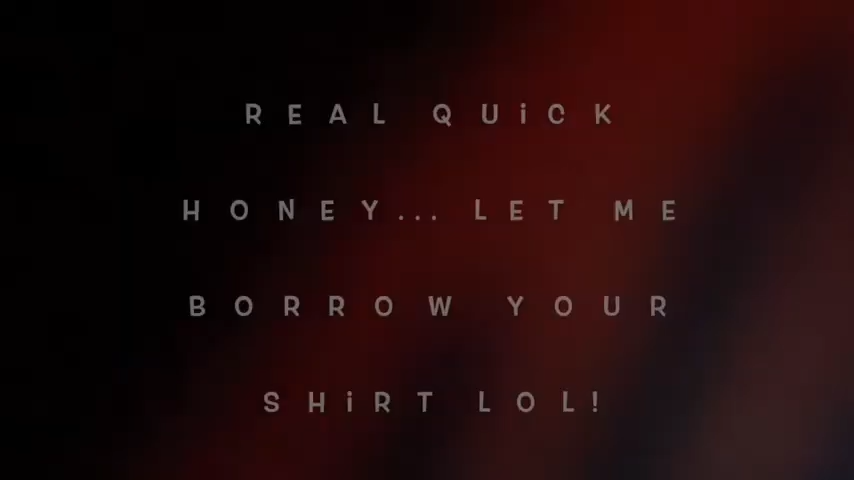 REAL QUiCK
HONEY... LET ME
BORROW YOUR
SHiRT LOL!